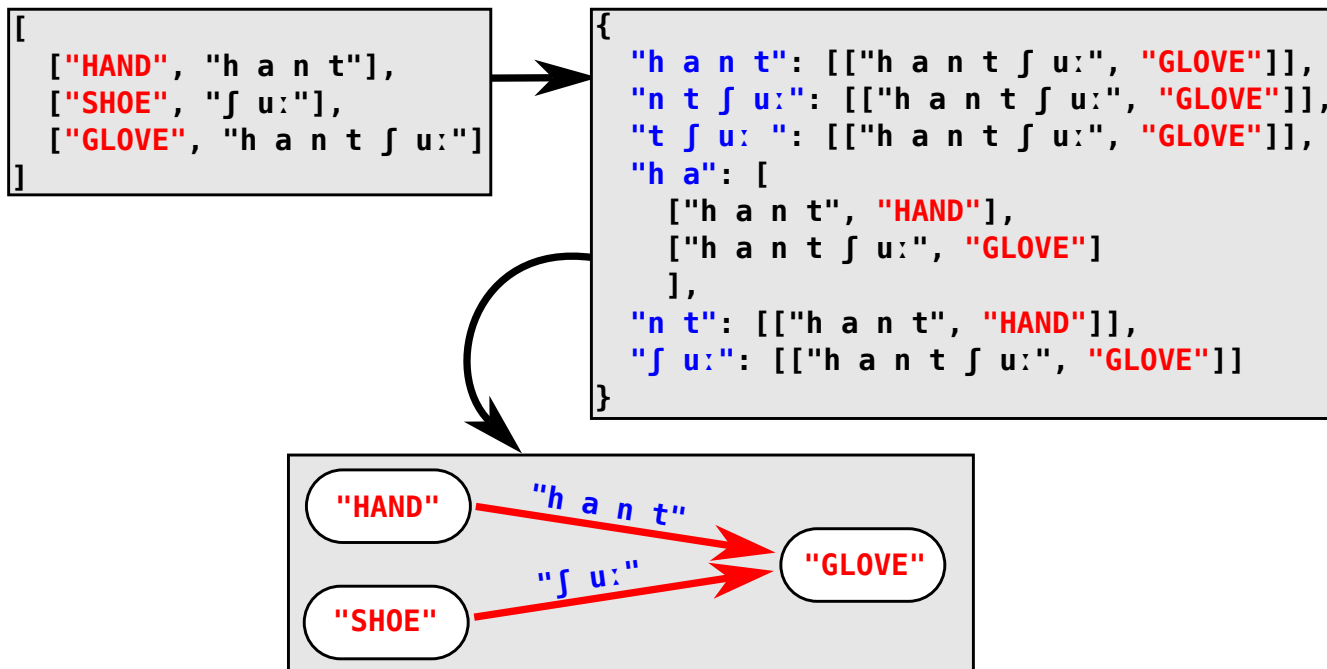 [
["HAND", "h a n t"],
["SHOE", "ʃ uː"],
["GLOVE", "h a n t ʃ uː"]
]
{
"h a n t": [["h a n t ʃ uː", "GLOVE"]],
"n t ʃ uː": [["h a n t ʃ uː", "GLOVE"]],
"t ʃ uː ": [["h a n t ʃ uː", "GLOVE"]],
"h a": [
["h a n t", "HAND"],
["h a n t ʃ uː", "GLOVE"]
],
"n t": [["h a n t", "HAND"]],
"ʃ uː": [["h a n t ʃ uː", "GLOVE"]]
}
"HAND"
"h a n t"
"GLOVE"
"ʃ uː"
"SHOE"